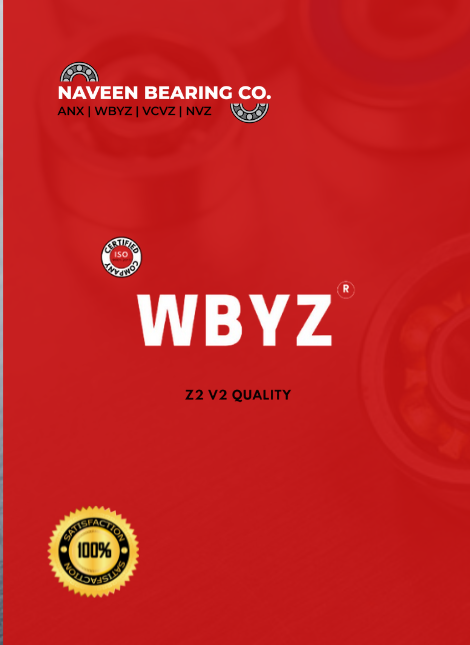 NAVEEN BEARING CO.
ANX | WBYZ | VCVZ | NVZ
CERTIFIED
ISO
COMPANY
WBYZ
R
Z2 V2 QUALITY
SATISFACTION
100%
SATISFACTION